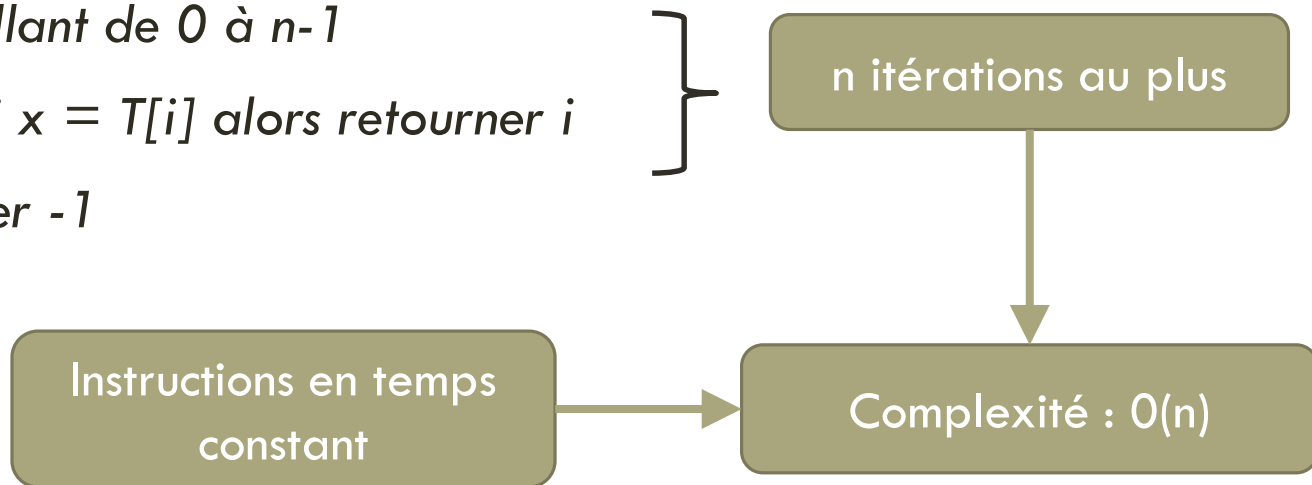 llant de 0 à n-1
x = T[i] alors retourner i
er -1
n itérations au plus
Instructions en temps
constant
Complexité : 0(n)